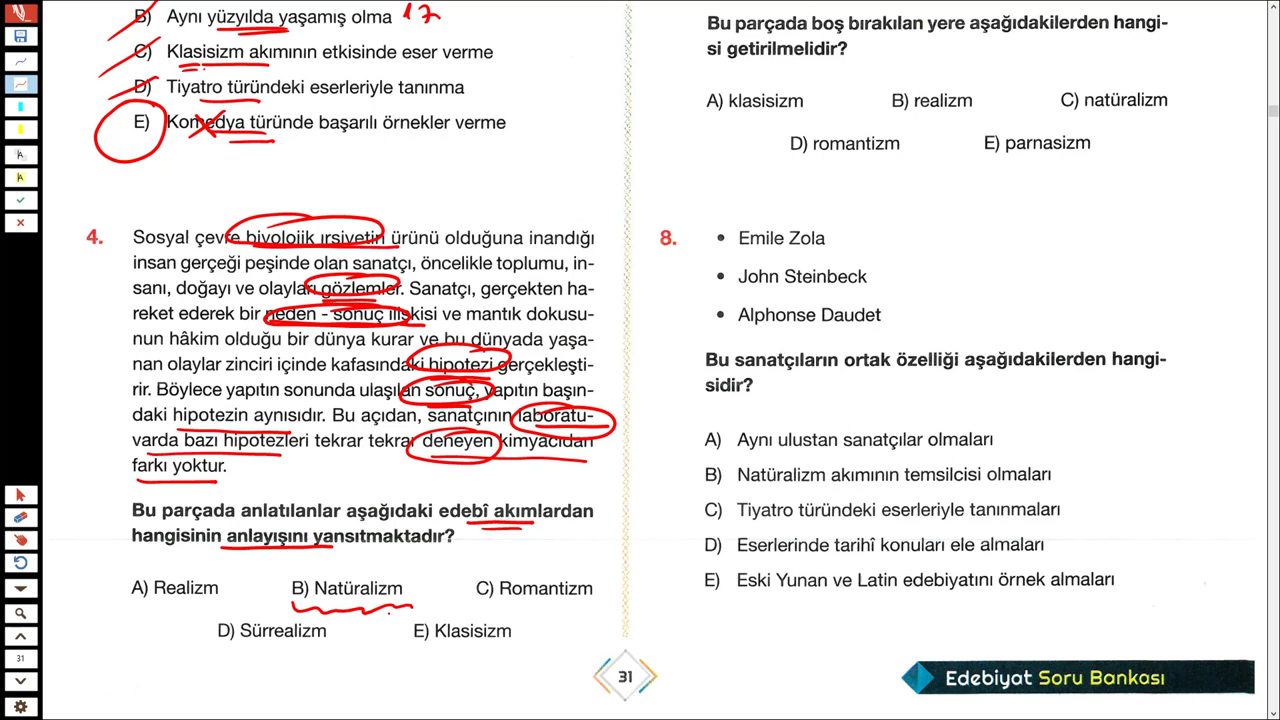 B) Aynı yüzyılda yaşamış olma 17
C) Klasisizm akımının etkisinde eser verme
D) Tiyatro türündeki eserleriyle tanınma
E) Komedya türünde başarılı örnekler verme
4. Sosyal çevre biyolojik ırsiyetin ürünü olduğuna inandığı
insan gerçeği peşinde olan sanatçı, öncelikle toplumu, in-
sanı, doğayı ve olayları gözlemler. Sanatçı, gerçekten ha-
reket ederek bir neden - sonuç ilişkisi ve mantık dokusu-
nun hâkim olduğu bir dünya kurar ve bu dünyada yaşa-
nan olaylar zinciri içinde kafasındaki hipotezi gerçekleşti-
rir. Böylece yapıtın sonunda ulaşılan sonuç, yapıtın başın-
daki hipotezin aynısıdır. Bu açıdan, sanatçının laboratu-
varda bazı hipotezleri tekrar tekrar deneyen kimyacıdan
farkı yoktur.
Bu parçada anlatılanlar aşağıdaki edebî akımlardan
hangisinin anlayışını yansıtmaktadır?
A) Realizm B) Natüralizm C) Romantizm
D) Sürrealizm E) Klasisizm
Bu parçada boş bırakılan yere aşağıdakilerden hangi-
si getirilmelidir?
A) klasisizm B) realizm C) natüralizm
D) romantizm E) parnasizm
8. • Emile Zola
• John Steinbeck
• Alphonse Daudet
Bu sanatçıların ortak özelliği aşağıdakilerden hangi-
sidir?
A) Aynı ulustan sanatçılar olmaları
B) Natüralizm akımının temsilcisi olmaları
C) Tiyatro türündeki eserleriyle tanınmaları
D) Eserlerinde tarihî konuları ele almaları
E) Eski Yunan ve Latin edebiyatını örnek almaları
31
31
Edebiyat Soru Bankası